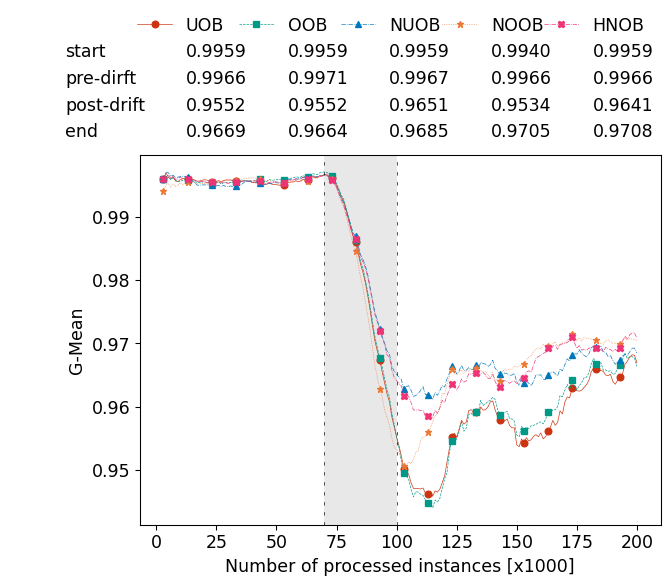 UOB OOB NUOB NOOB HNOB
start 0.9959 0.9959 0.9959 0.9940 0.9959
pre-dirft 0.9966 0.9971 0.9967 0.9966 0.9966
post-drift 0.9552 0.9552 0.9651 0.9534 0.9641
end 0.9669 0.9664 0.9685 0.9705 0.9708
0.99
0.98
0.97
0.96
0.95
G-Mean
0 25 50 75 100 125 150 175 200
Number of processed instances [x1000]